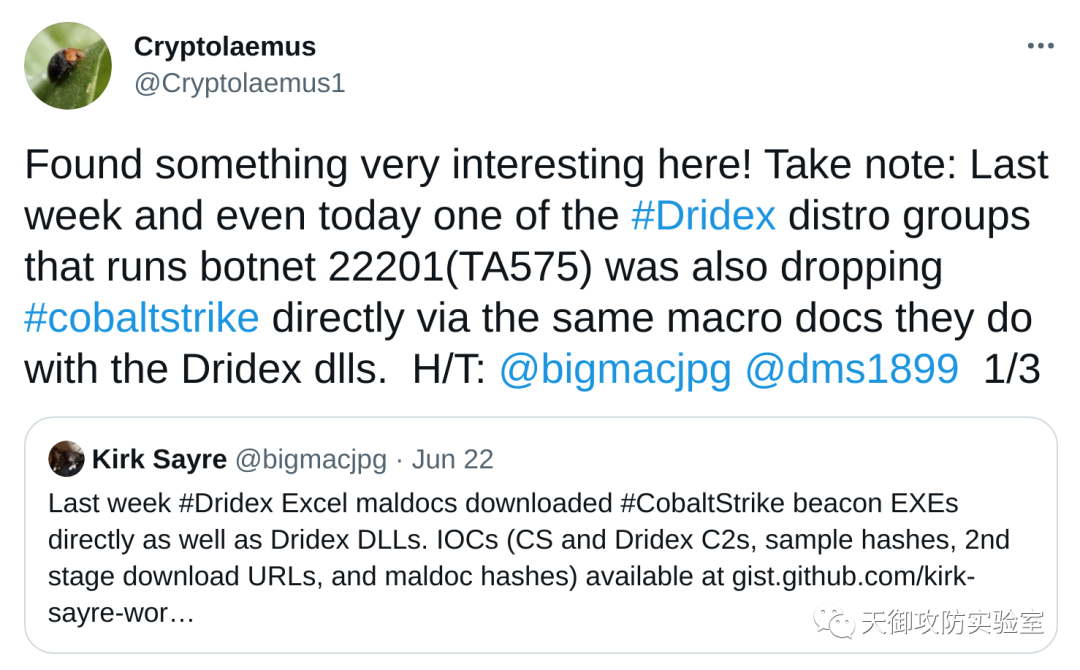 Cryptolaemus
@Cryptolaemus1
Found something very interesting here! Take note: Last
week and even today one of the #Dridex distro groups
that runs botnet 22201(TA575) was also dropping
#cobaltstrike directly via the same macro docs they do
with the Dridex dlls.  H/T: @bigmacjpg @dms1899  1/3
Kirk Sayre @bigmacjpg · Jun 22
Last week #Dridex Excel maldocs downloaded #CobaltStrike beacon EXEs
directly as well as Dridex DLLs. IOCs (CS and Dridex C2s, sample hashes, 2nd
stage download URLs, and maldoc hashes) available at gist.github.com/kirk-
sayre-wor…
天御攻防实验室